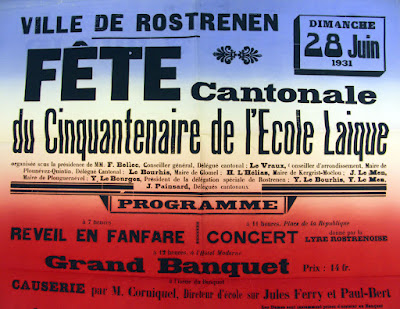 VILLE DE ROSTRENEN
DIMANCHE
28 Juin
1931
FÊTE Cantonale
du Cinquantenaire de l'Ecole Laique
organisée sous la présidence de MM. F. Bellec, Conseiller général, Délégué cantonal ; Le Vraux, Conseiller d'arrondissement, Maire de
Plounévez-Quintin, Délégué Cantonal ; Le Bourhis, Maire de Glomel ; H. L'Hélias, Maire de Kergrist-Moëlou ; J. Le Men,
Maire de Plouguernével ; Y. Le Bourges, Président de la délégation spéciale de Rostrenen ; Y. Le Bourhis, Y. Le Men,
J. Painsard, Délégués cantonaux
PROGRAMME
à 7 heures
REVEIL EN FANFARE
à 11 heures, Place de la République
CONCERT donné par la
LYRE ROSTRENOISE
à 12 heures, à l'Hôtel Moderne
Grand Banquet Prix : 14 fr.
à l'issue du Banquet
CAUSERIE par M. Corniquel, Directeur d'école sur Jules Ferry et Paul-Bert